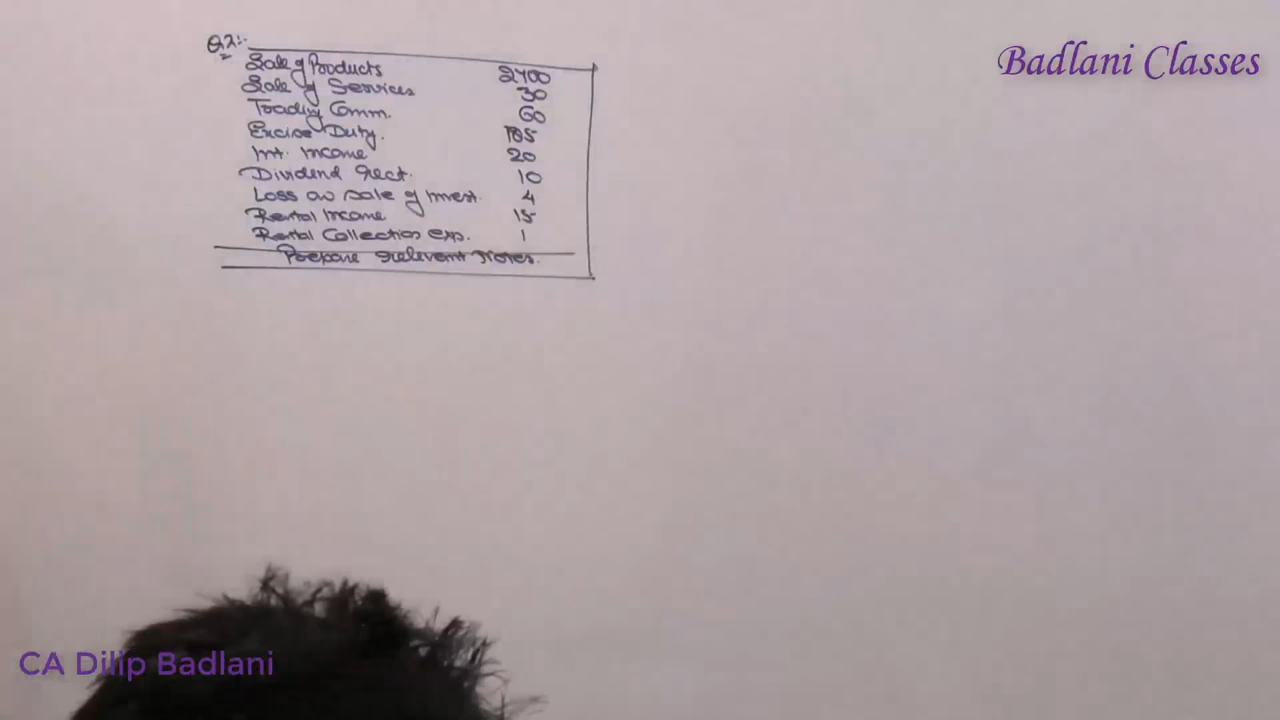 Q2:-
Sale of Products 2400
Sale of Services 30
Trading Comm. 60
Excise Duty. 105
Int. Income 20
Dividend Rect. 10
Loss on Sale of Invest. 4
Rental Income 15
Rental Collection exp. 1
Prepare relevant Notes.
Badlani Classes
CA Dilip Badlani